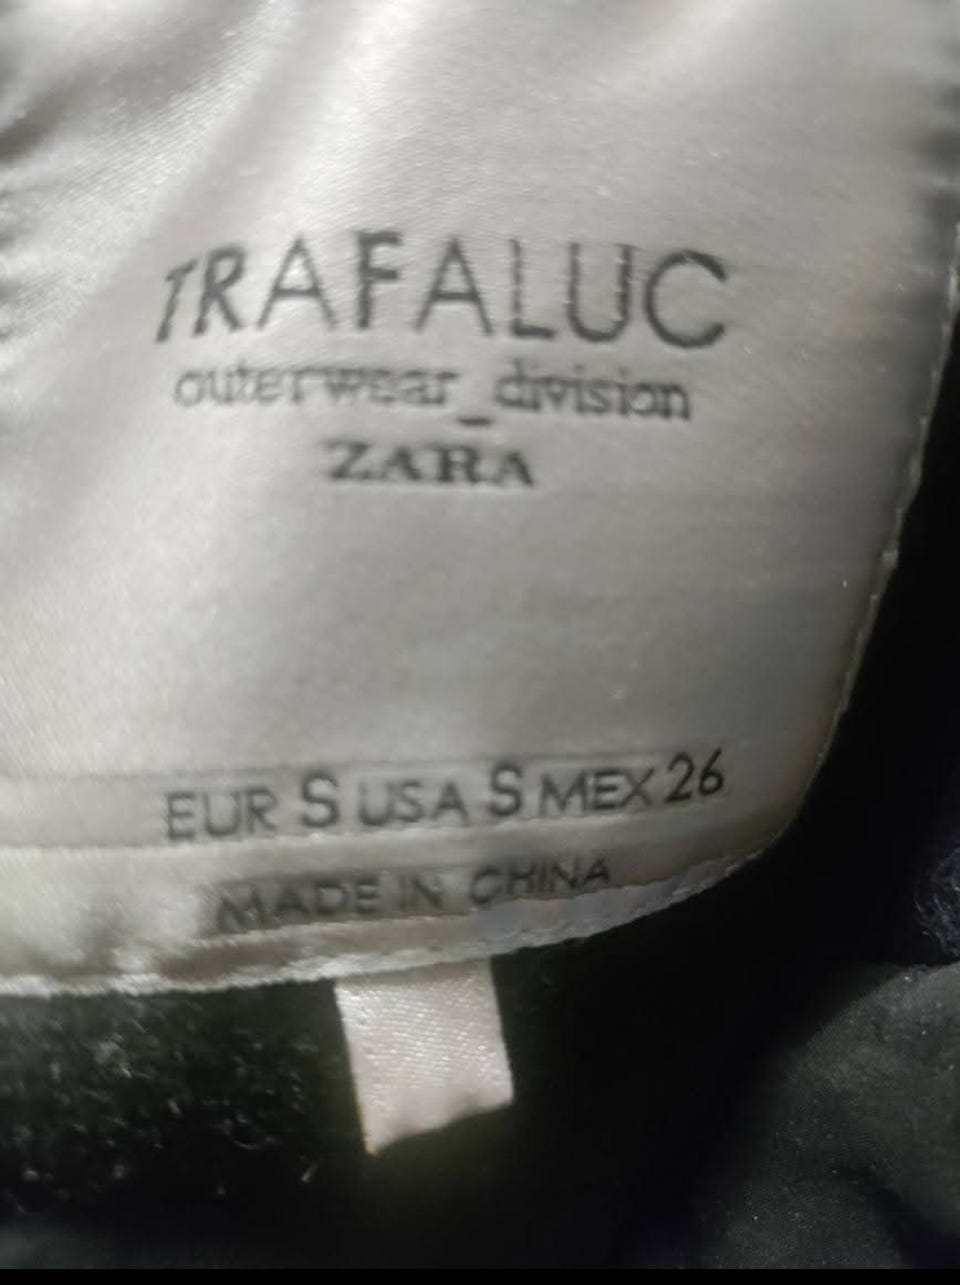 TRAFALUC
outerwear_division
ZARA
EUR S USA S MEX 26
MADE IN CHINA